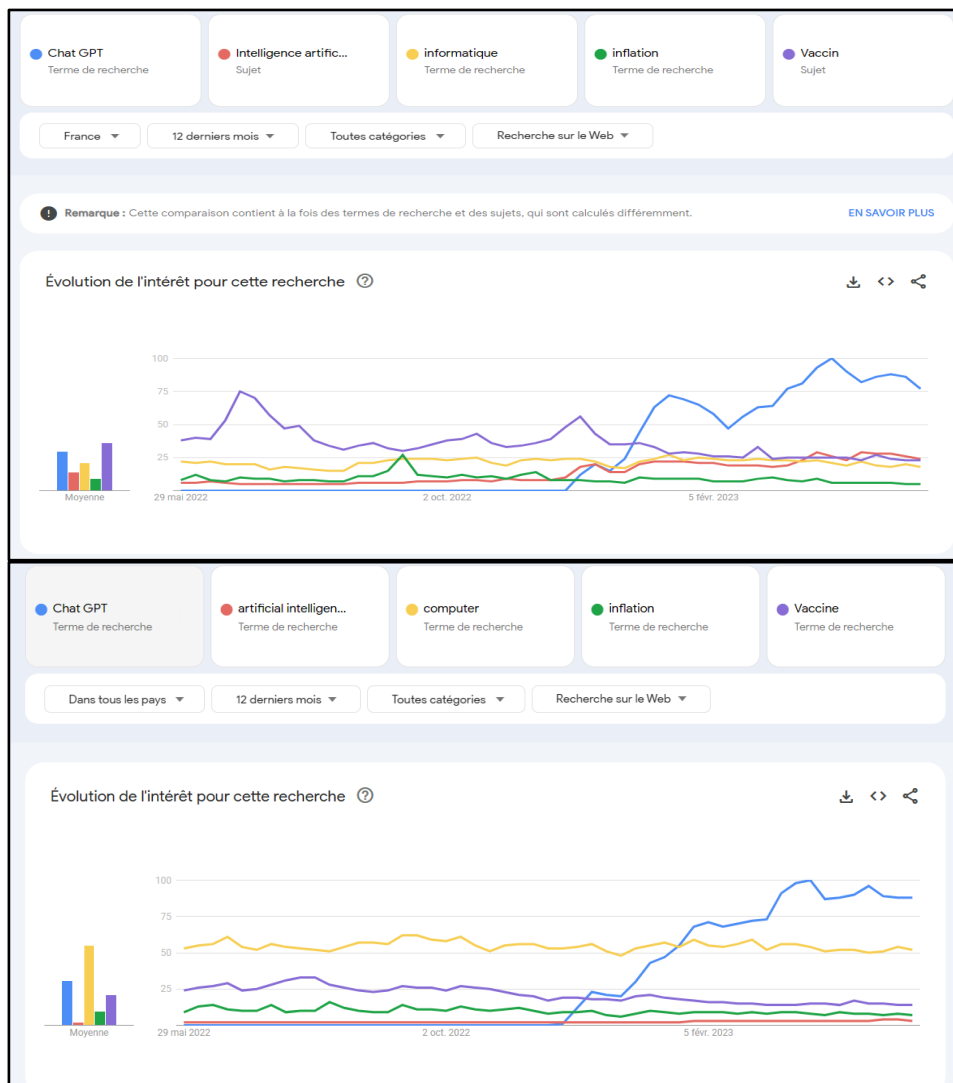 Chat GPT
Terme de recherche
Intelligence artific...
Sujet
informatique
Terme de recherche
inflation
Terme de recherche
Vaccin
Sujet
France
12 derniers mois
Toutes catégories
Recherche sur le Web
Remarque : Cette comparaison contient à la fois des termes de recherche et des sujets, qui sont calculés différemment.
EN SAVOIR PLUS
Évolution de l'intérêt pour cette recherche
100
75
50
25
Moyenne
29 mai 2022
2 oct. 2022
5 févr. 2023
Chat GPT
Terme de recherche
artificial intelligen...
Terme de recherche
computer
Terme de recherche
inflation
Terme de recherche
Vaccine
Terme de recherche
Dans tous les pays
12 derniers mois
Toutes catégories
Recherche sur le Web
Évolution de l'intérêt pour cette recherche
100
75
50
25
Moyenne
29 mai 2022
2 oct. 2022
5 févr. 2023